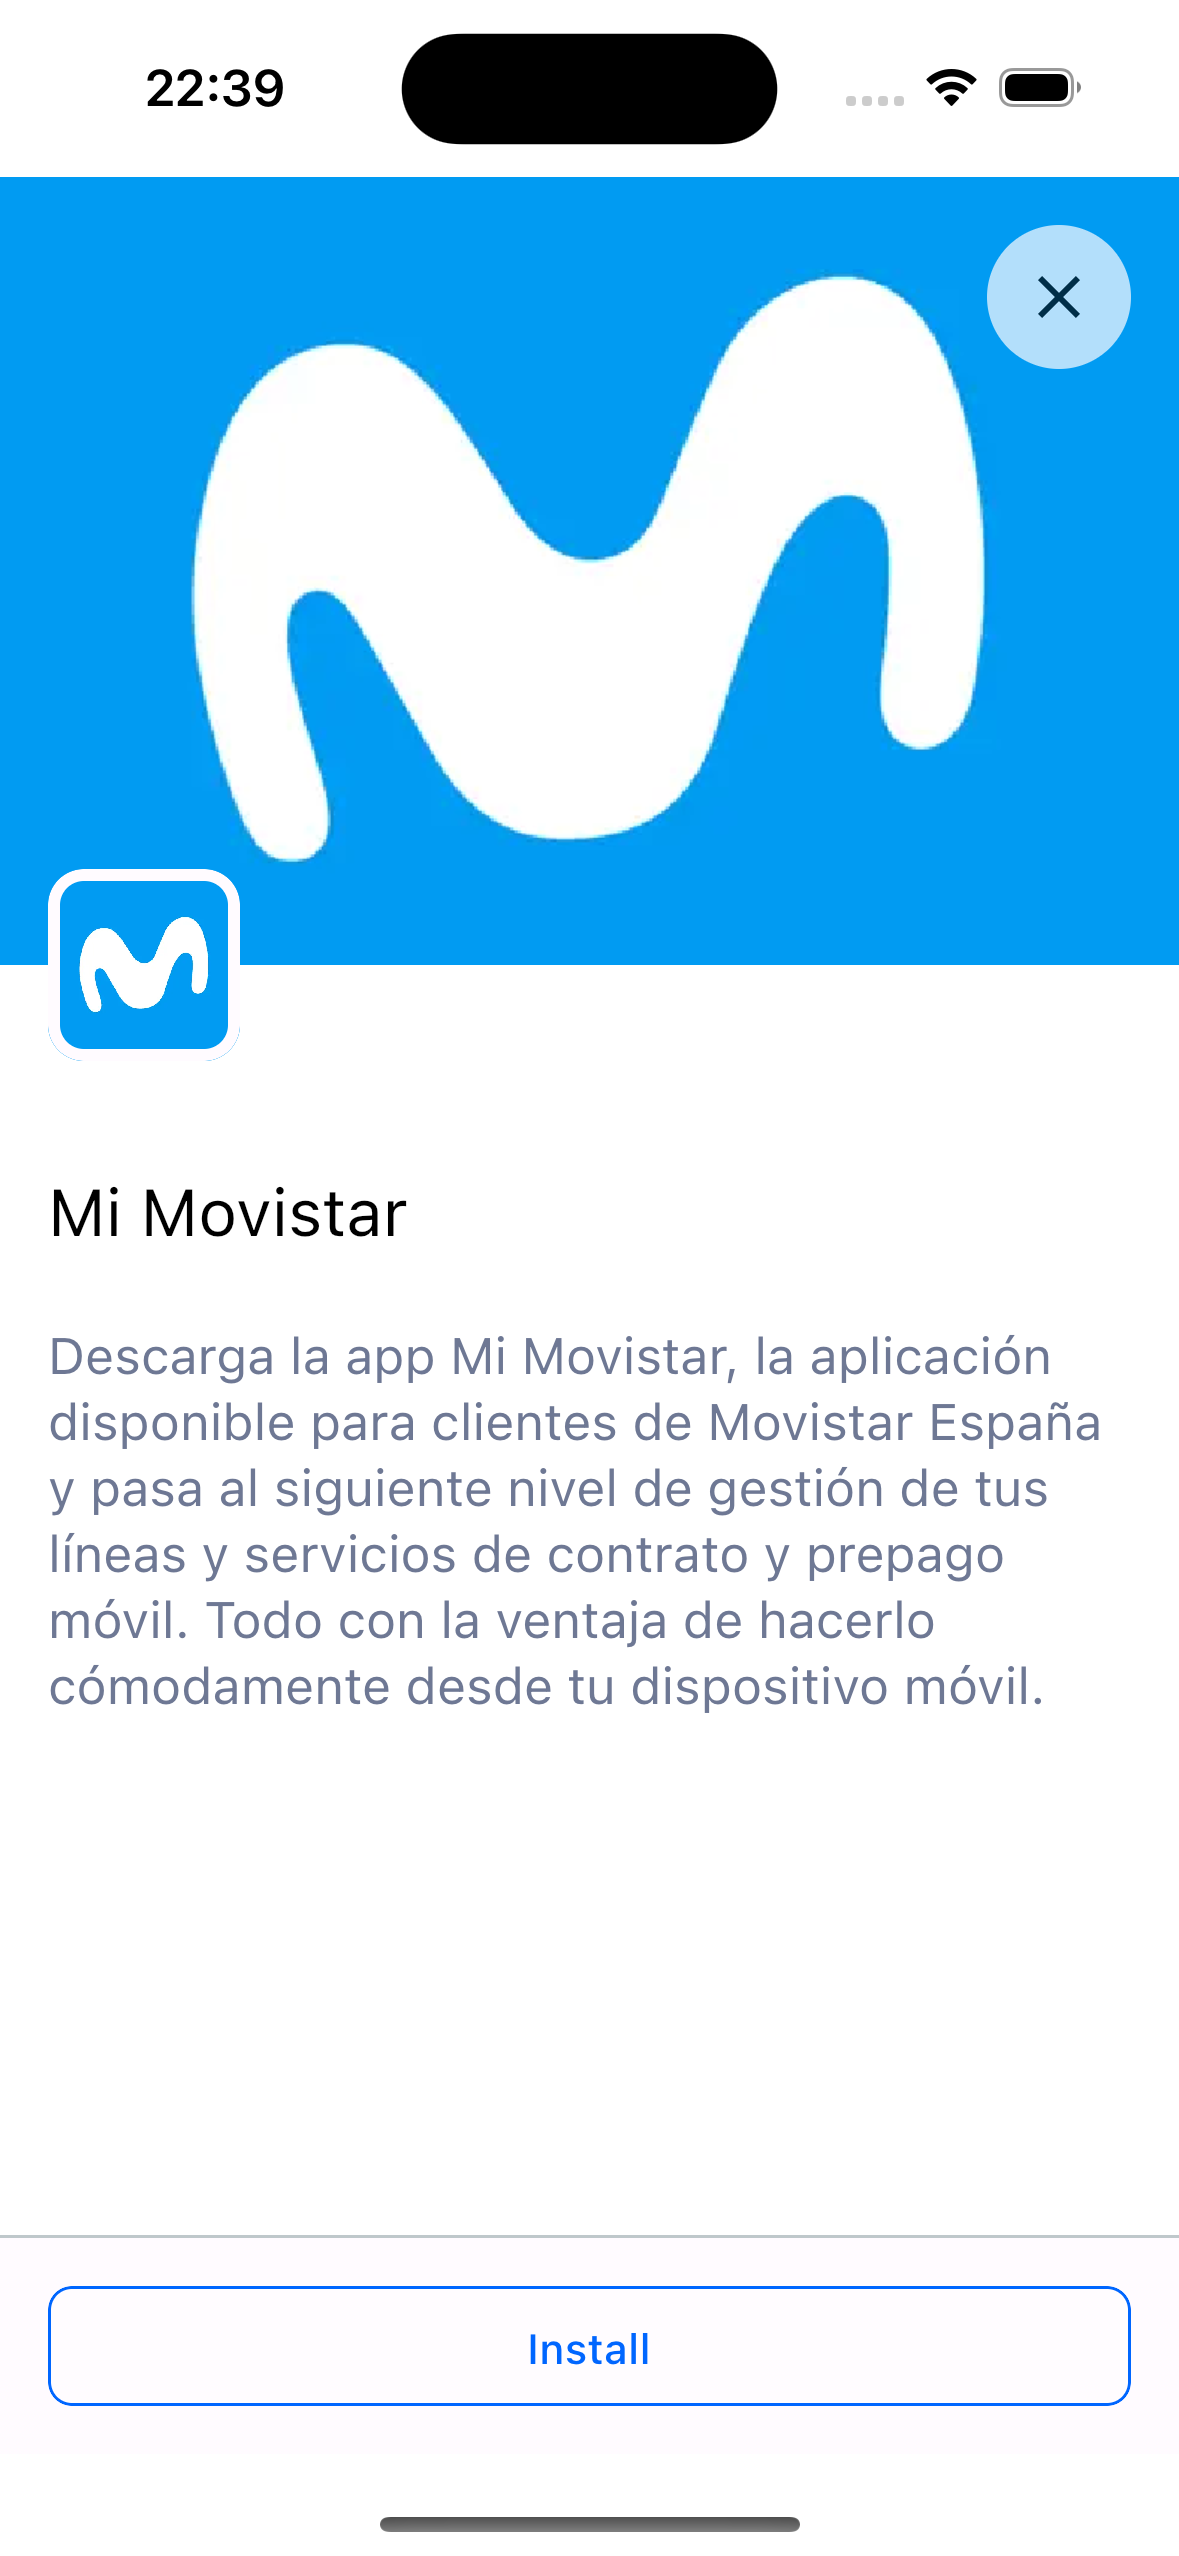 22:39
Mi Movistar
Descarga la app Mi Movistar, la aplicación
disponible para clientes de Movistar España
y pasa al siguiente nivel de gestión de tus
líneas y servicios de contrato y prepago
móvil. Todo con la ventaja de hacerlo
cómodamente desde tu dispositivo móvil.
Install